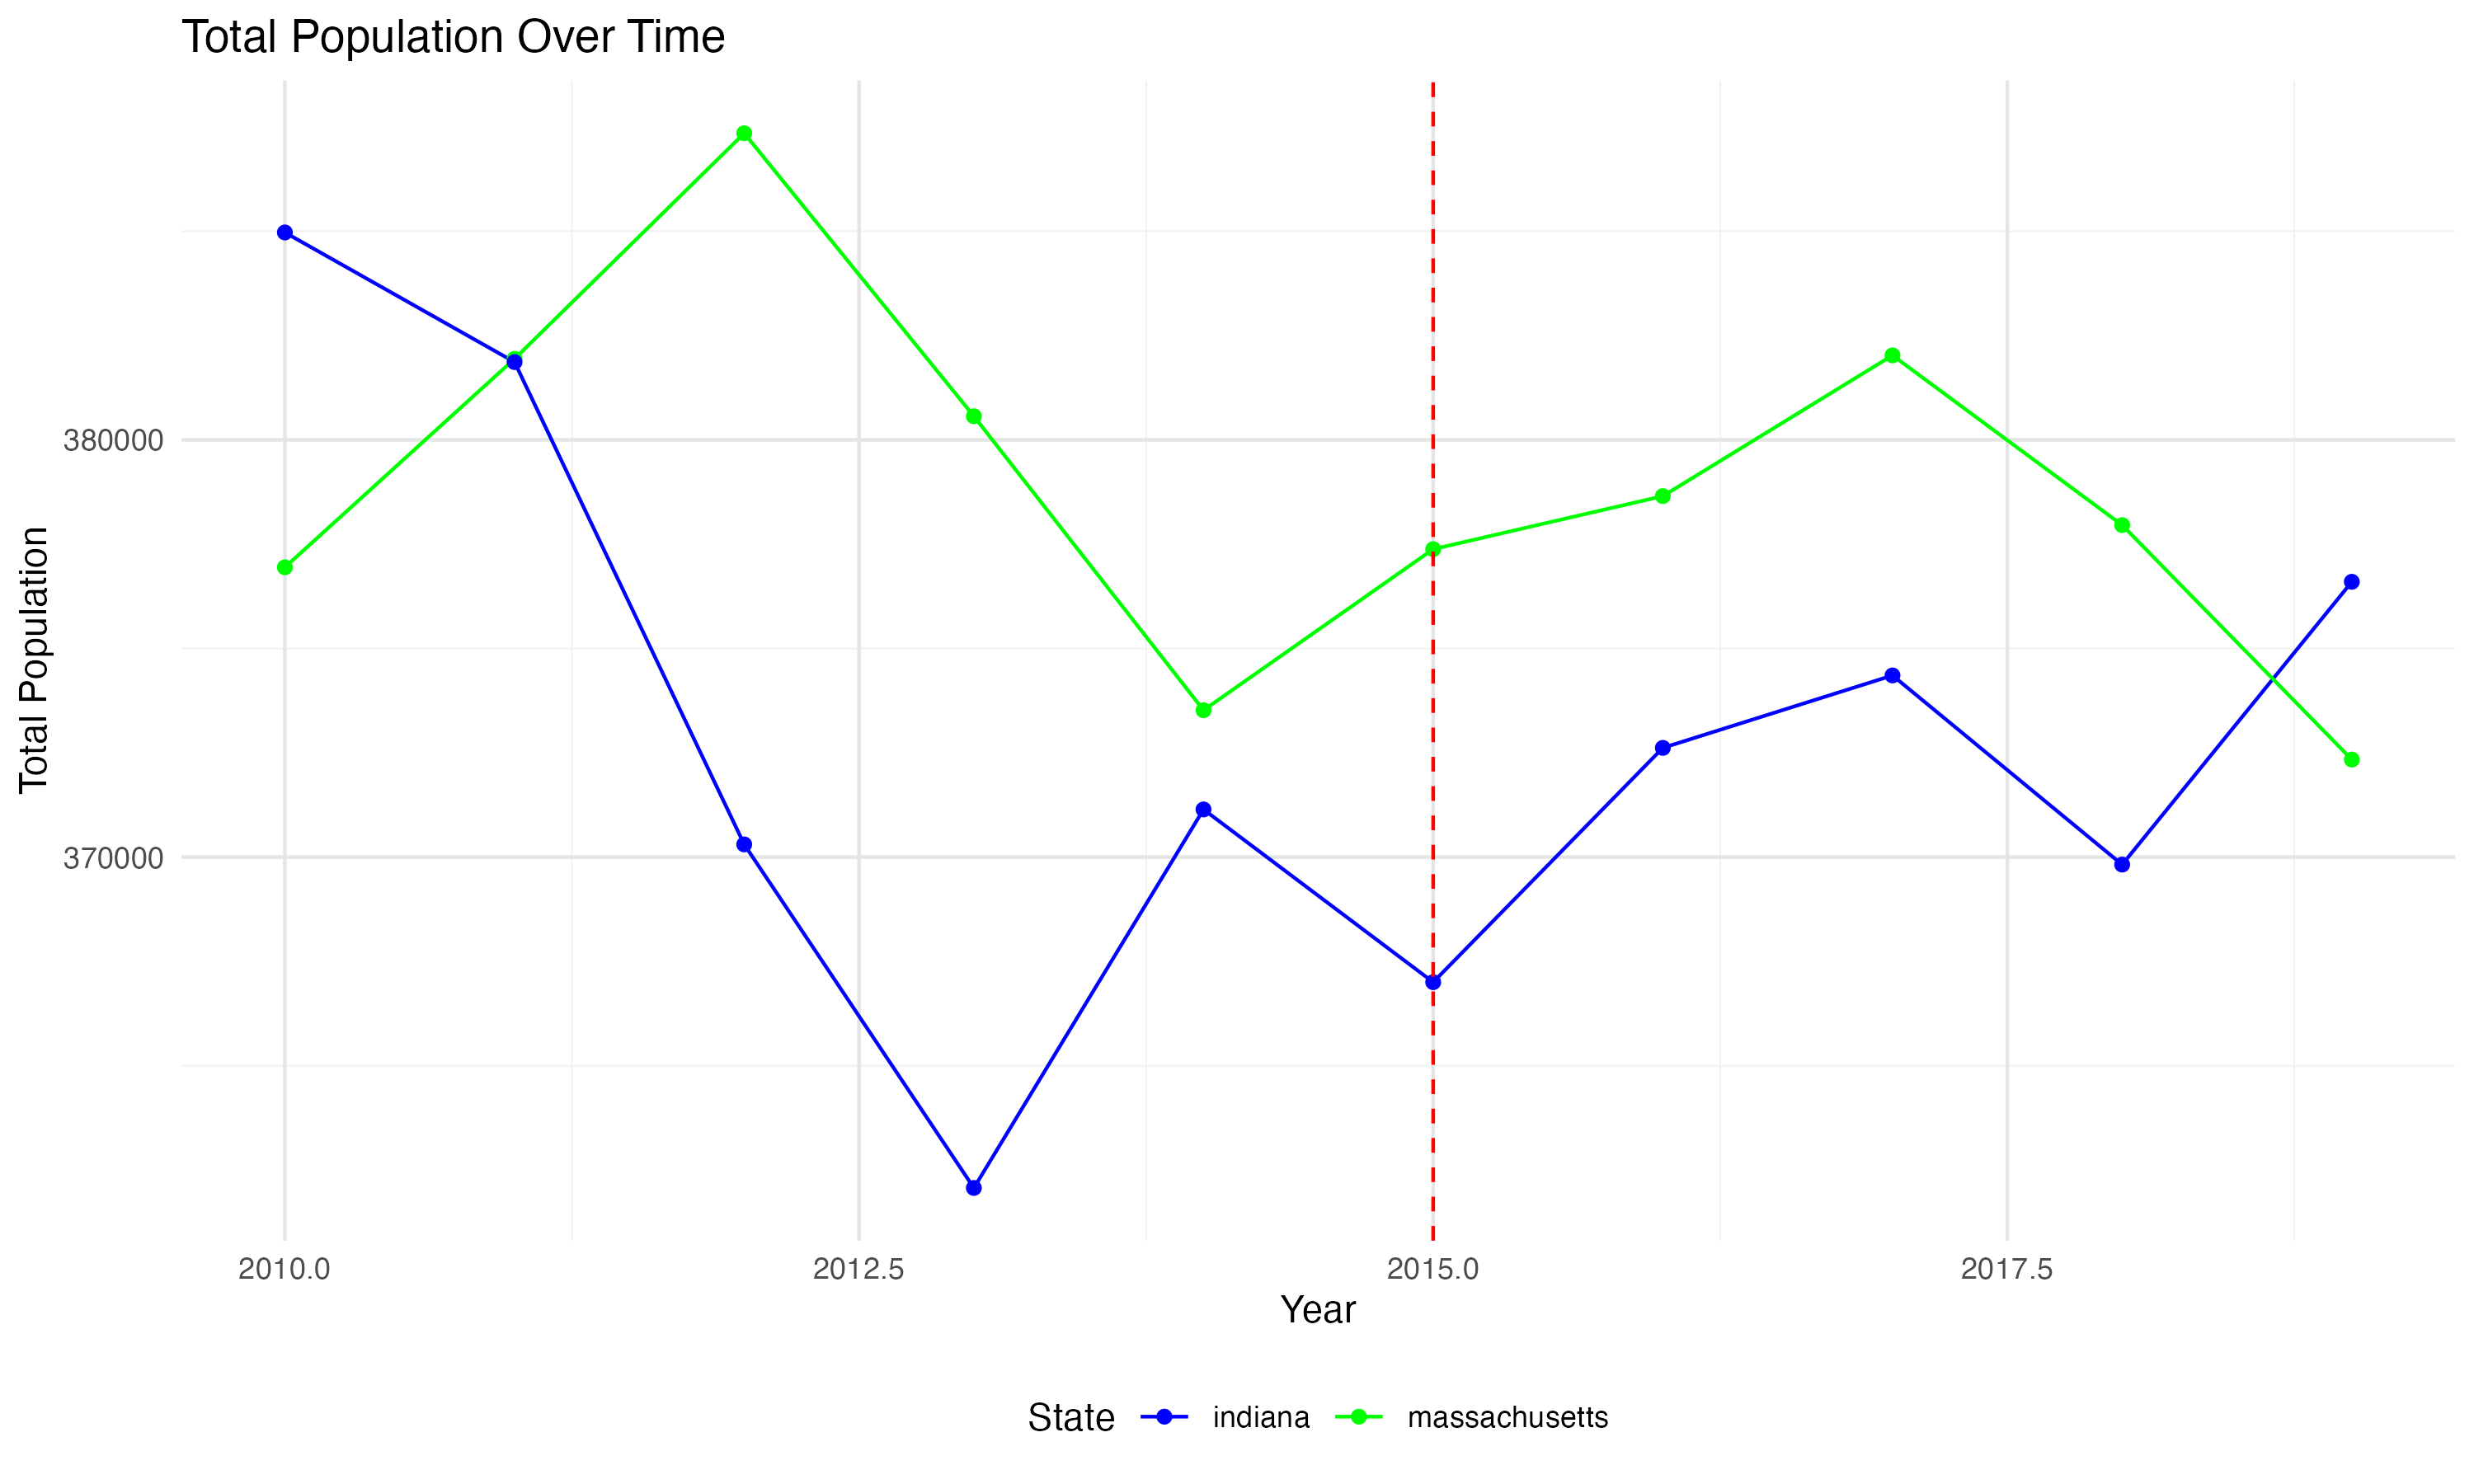 Total Population Over Time
Total Population
380000
370000
2010.0 2012.5 2015.0 2017.5
Year
State indiana massachusetts